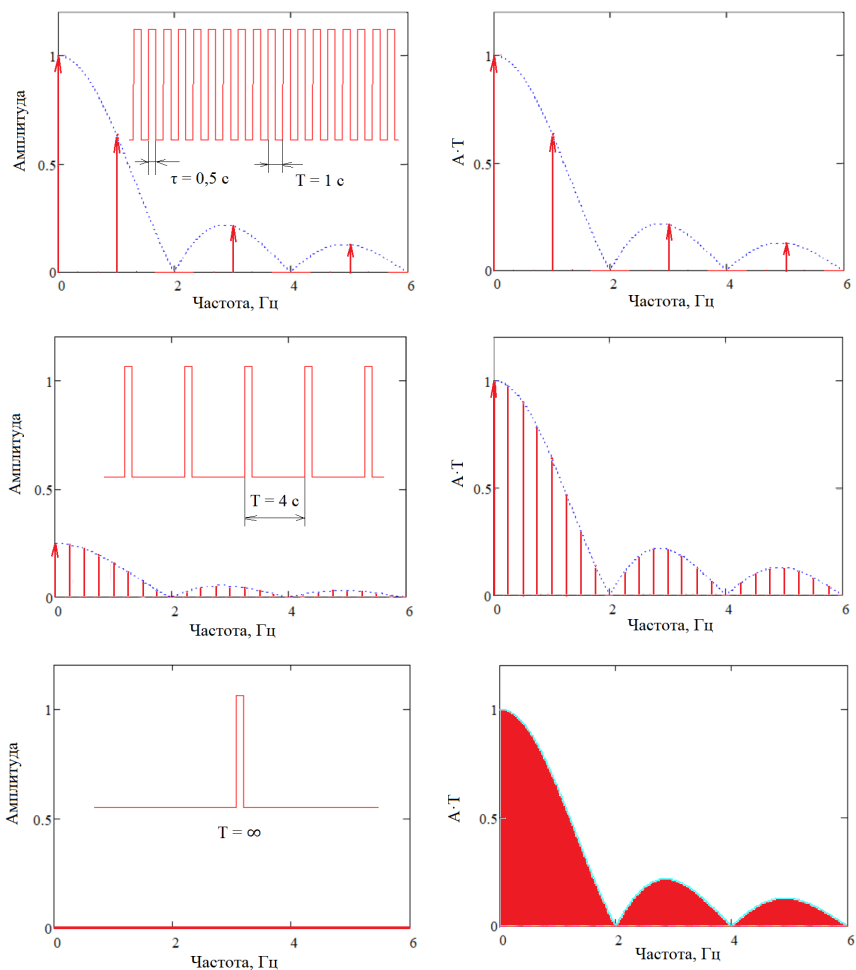 Амплитуда
1
0.5
0
τ = 0,5 с
T = 1 с
0
2
4
6
Частота, Гц
A·T
1
0.5
0
0
2
4
6
Частота, Гц
Амплитуда
1
0.5
0
T = 4 с
0
2
4
6
Частота, Гц
A·T
1
0.5
0
0
2
4
6
Частота, Гц
Амплитуда
1
0.5
0
T = ∞
0
2
4
6
Частота, Гц
A·T
1
0.5
0
0
2
4
6
Частота, Гц